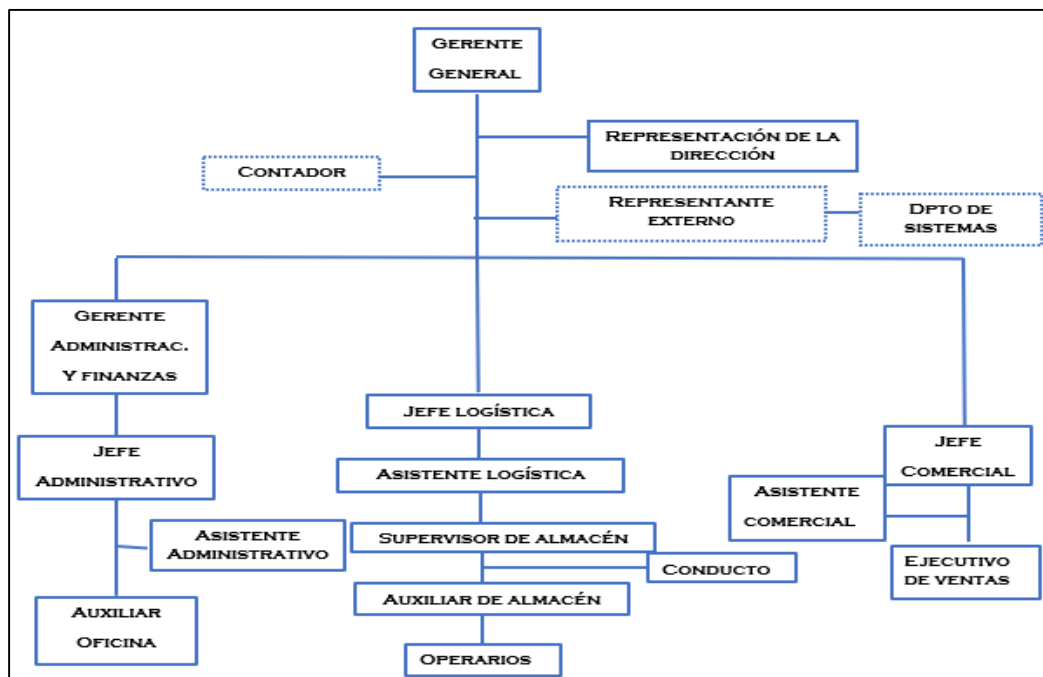 GERENTE
GENERAL
REPRESENTACIÓN DE LA
DIRECCIÓN
CONTADOR
REPRESENTANTE
EXTERNO
DPTO DE
SISTEMAS
GERENTE
ADMINISTRAC.
Y FINANZAS
JEFE
ADMINISTRATIVO
ASISTENTE
ADMINISTRATIVO
AUXILIAR
OFICINA
JEFE LOGÍSTICA
ASISTENTE LOGÍSTICA
SUPERVISOR DE ALMACÉN
CONDUCTO
AUXILIAR DE ALMACÉN
OPERARIOS
JEFE
COMERCIAL
ASISTENTE
COMERCIAL
EJECUTIVO
DE VENTAS